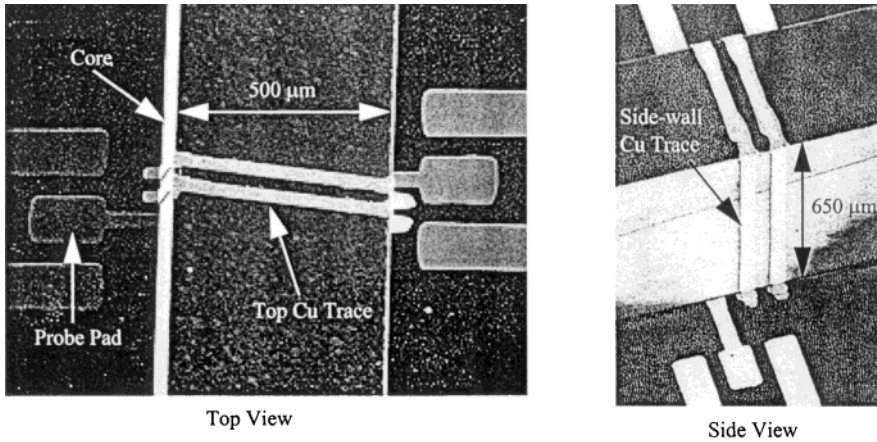 Core
500 μm
Top Cu Trace
Probe Pad
Top View
Side-wall
Cu Trace
650 μm
Side View